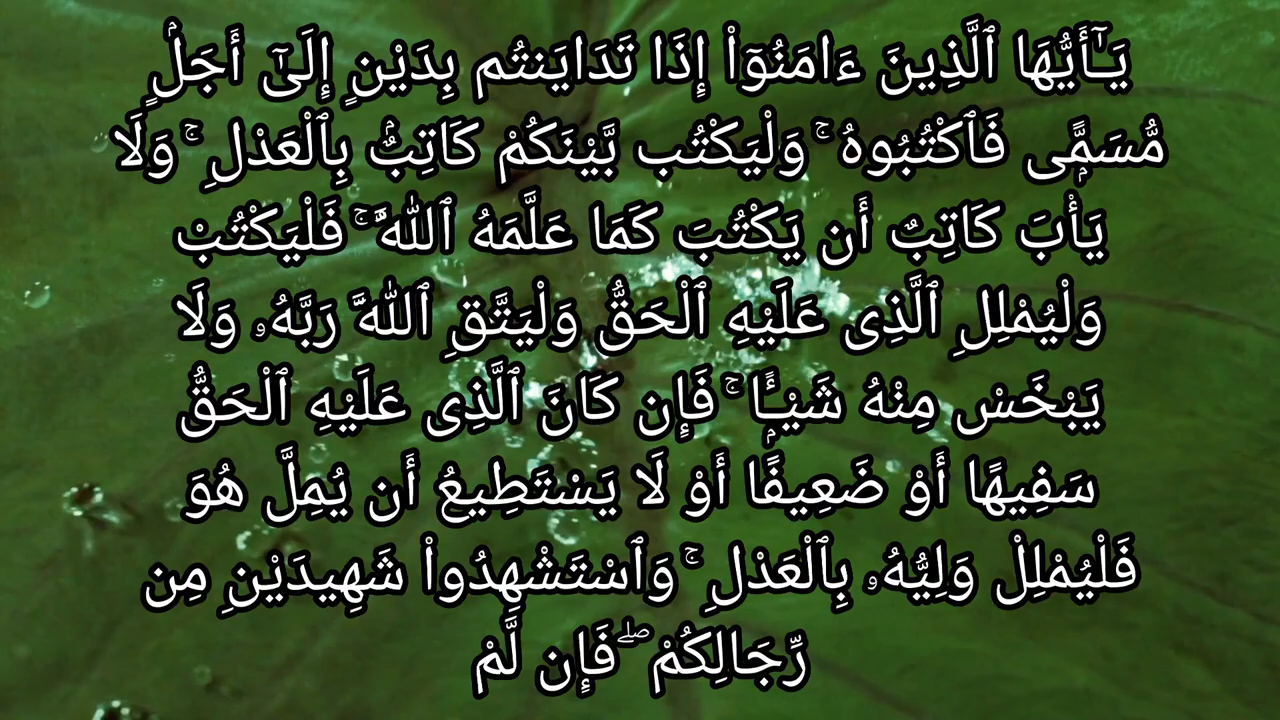 يَـٰٓأَيُّهَا ٱلَّذِينَ ءَامَنُوٓا۟ إِذَا تَدَايَنتُم بِدَيْنٍ إِلَىٰٓ أَجَلٍۢ
مُّسَمًّۭى فَٱكْتُبُوهُ ۚ وَلْيَكْتُب بَّيْنَكُمْ كَاتِبٌۢ بِٱلْعَدْلِ ۚ وَلَا
يَأْبَ كَاتِبٌ أَن يَكْتُبَ كَمَا عَلَّمَهُ ٱللَّهُ ۚ فَلْيَكْتُبْ
وَلْيُمْلِلِ ٱلَّذِى عَلَيْهِ ٱلْحَقُّ وَلْيَتَّقِ ٱللَّهَ رَبَّهُۥ وَلَا
يَبْخَسْ مِنْهُ شَيْـًۭٔا ۚ فَإِن كَانَ ٱلَّذِى عَلَيْهِ ٱلْحَقُّ
سَفِيهًا أَوْ ضَعِيفًا أَوْ لَا يَسْتَطِيعُ أَن يُمِلَّ هُوَ
فَلْيُمْلِلْ وَلِيُّهُۥ بِٱلْعَدْلِ ۚ وَٱسْتَشْهِدُوا۟ شَهِيدَيْنِ مِن
رِّجَالِكُمْ ۖ فَإِن لَّمْ